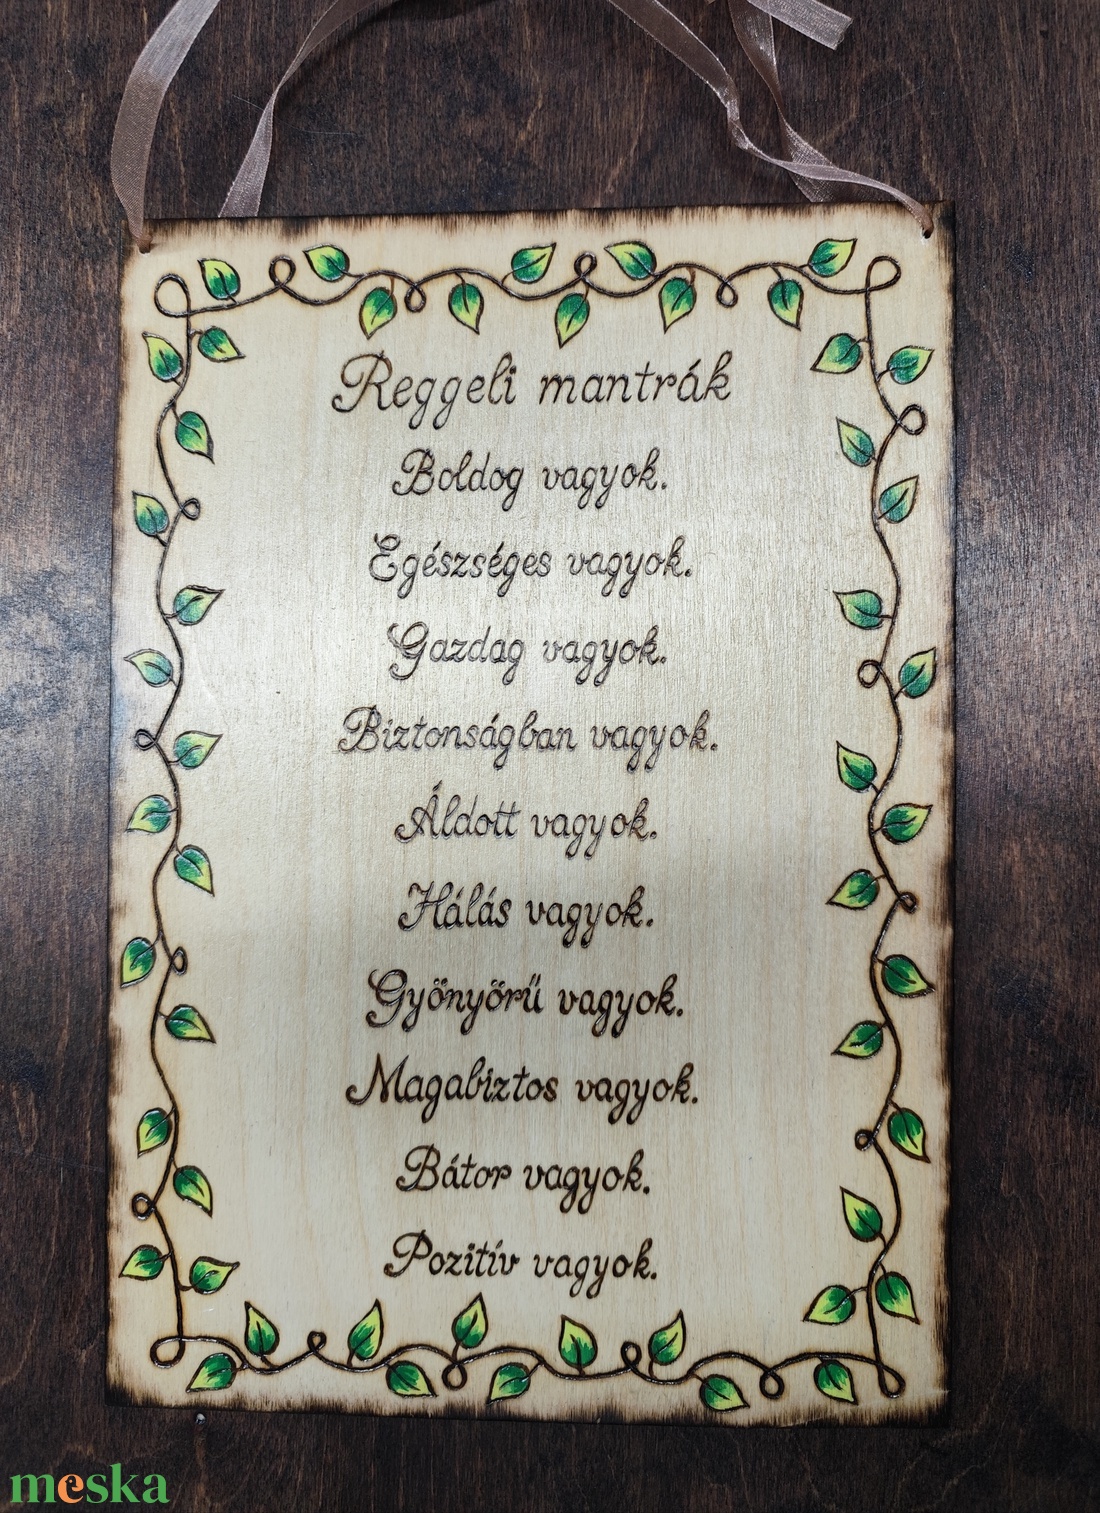 Reggeli mantrák
Boldog vagyok.
Egészséges vagyok.
Gazdag vagyok.
Biztonságban vagyok.
Áldott vagyok.
Hálás vagyok.
Gyönyörű vagyok.
Magabiztos vagyok.
Bátor vagyok.
Pozitív vagyok.
meska